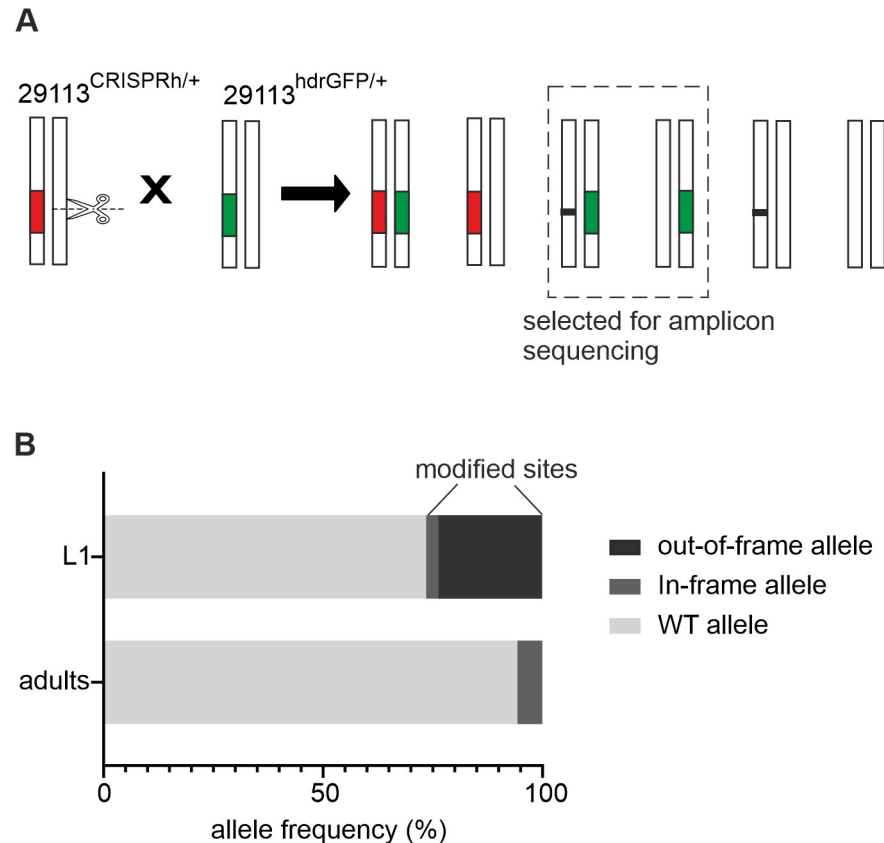 A
29113CRISPRh/+
29113hdrGFP/+
X
selected for amplicon
sequencing
B
modified sites
L1
adults
out-of-frame allele
In-frame allele
WT allele
0
50
100
allele frequency (%)